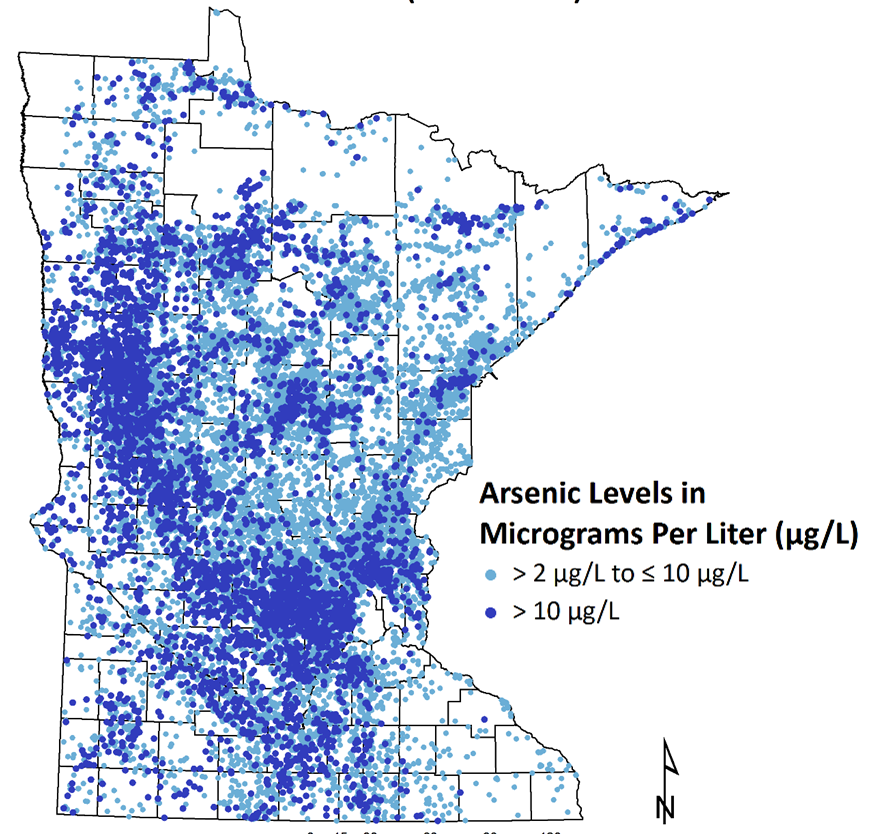 Arsenic Levels in
Micrograms Per Liter (µg/L)
> 2 µg/L to ≤ 10 µg/L
> 10 µg/L
N